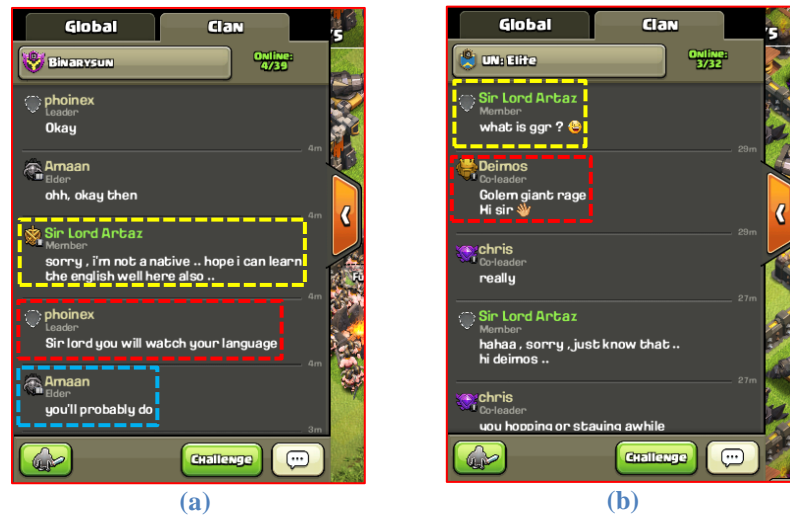 Global
Clan
BINARYSUN
Online:
4/39
phoinex
Leader
Okay
4m
Amaan
Elder
ohh, okay then
4m
Sir Lord Artaz
Member
sorry , i'm not a native .. hope i can learn
the english well here also ..
4m
phoinex
Leader
Sir lord you will watch your language
4m
Amaan
Elder
you'll probably do
3m
Challenge
(a)
Global
Clan
UN: Elite
Online:
3/32
Sir Lord Artaz
Member
what is ggr ? 😅
29m
Deimos
Co-leader
Golem giant rage
Hi sir 👋
29m
chris
Co-leader
really
27m
Sir Lord Artaz
Member
hahaa , sorry ,just know that ..
hi deimos ..
27m
chris
Co-leader
you hopping or staying awhile
Challenge
(b)